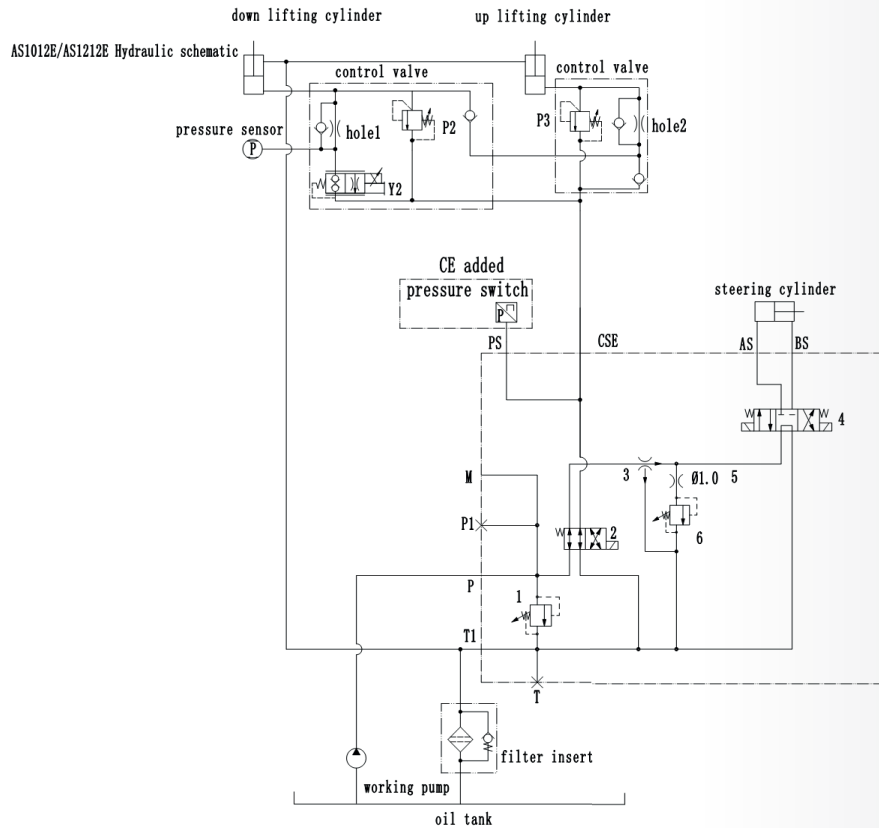 down lifting cylinder
up lifting cylinder
AS1012E/AS1212E Hydraulic schematic
control valve
control valve
P2
P3
hole1
hole2
pressure sensor
P
Y2
CE added
pressure switch
P
steering cylinder
PS
CSE
AS
BS
4
M
3
Ø1.0
5
P1
2
6
P
1
T1
T
filter insert
working pump
oil tank